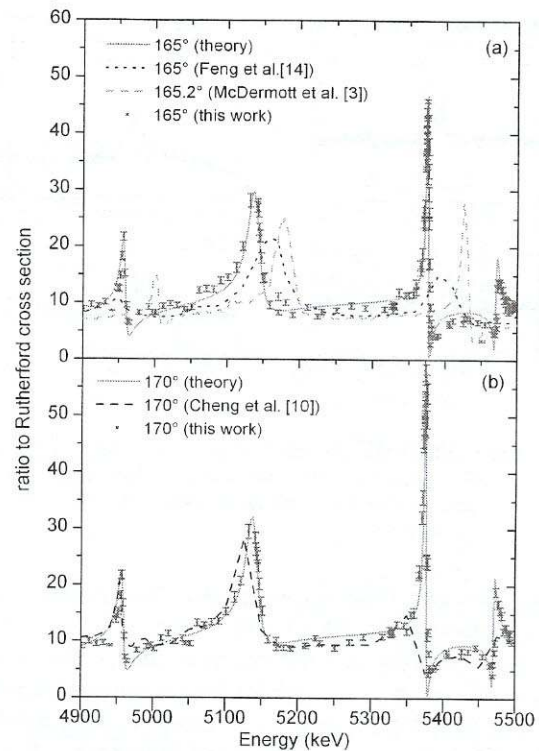 60
50
40
30
20
10
0
165° (theory)
165° (Feng et al.[14])
165.2° (McDermott et al. [3])
165° (this work)
(a)
ratio to Rutherford cross section
50
40
30
20
10
0
170° (theory)
170° (Cheng et al. [10])
170° (this work)
(b)
4900 5000 5100 5200 5300 5400 5500
Energy (keV)